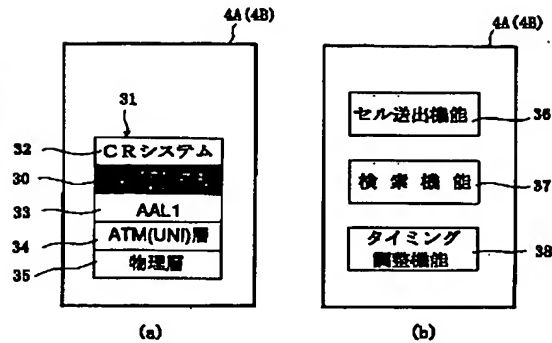 4A(4B)
31
32
CRシステム
30
33
AAL1
34
ATM(UNI)層
35
物理層
(a)
4A(4B)
セル送出機能
36
検索機能
37
タイミング
調整機能
38
(b)